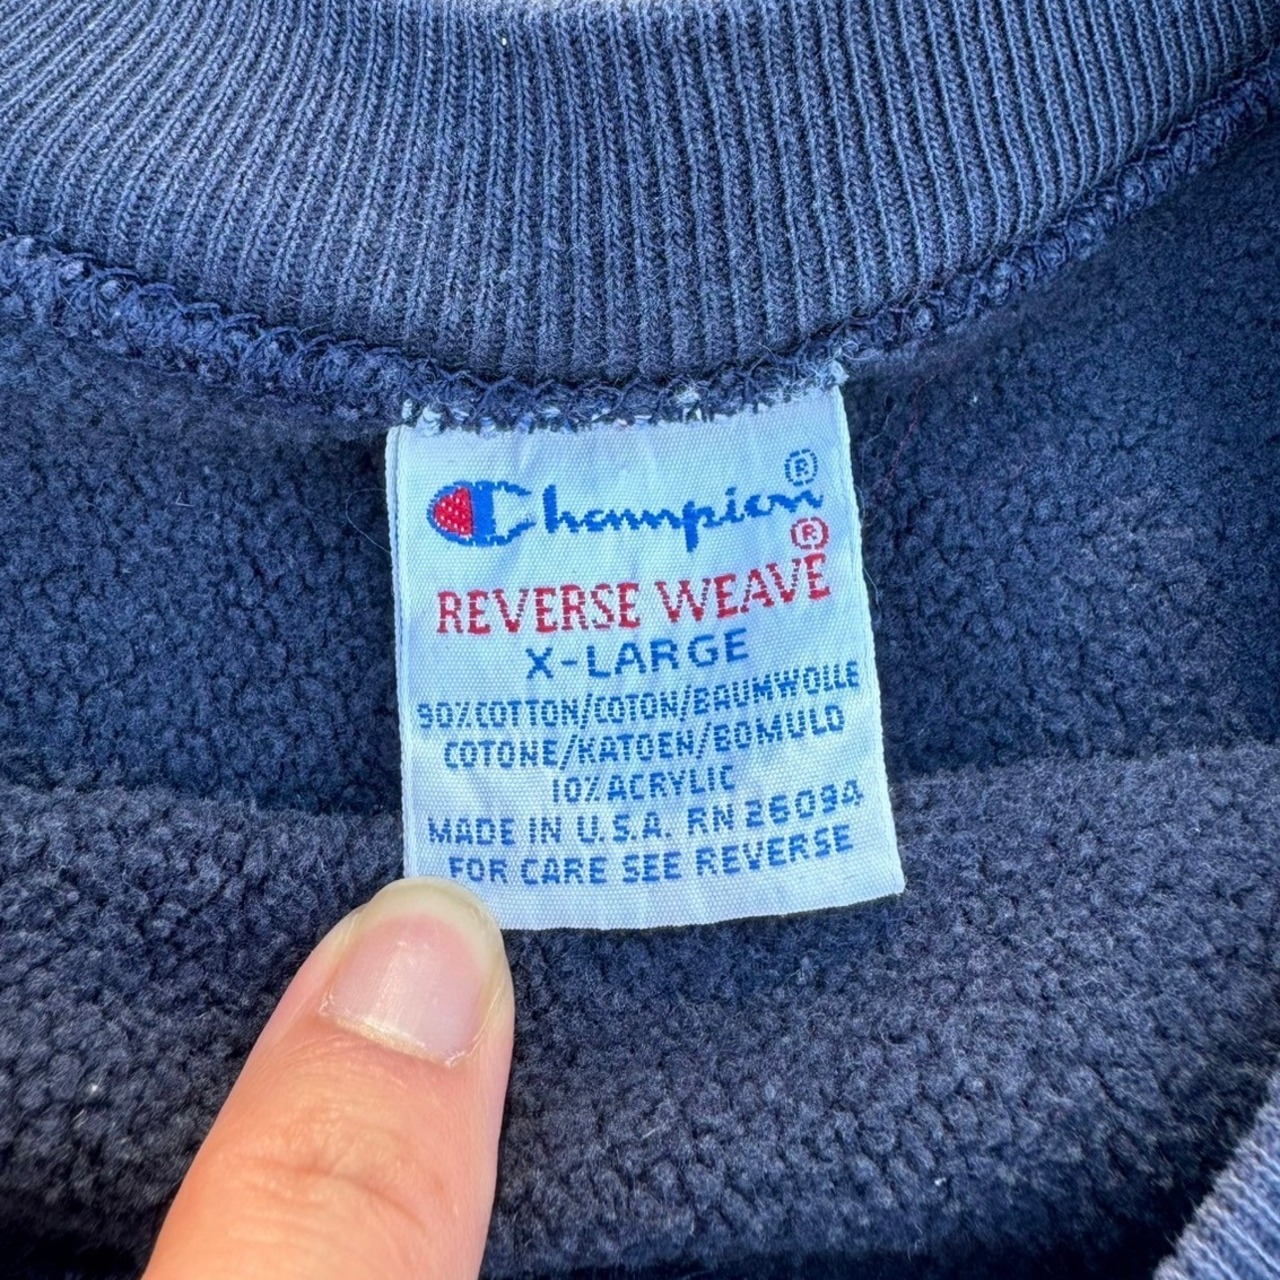 Champion®
REVERSE WEAVE®
X-LARGE
90% COTTON/COTON/BAUMWOLLE
COTONE/KATOEN/BOMULD
10% ACRYLIC
MADE IN U.S.A. RN 26094
FOR CARE SEE REVERSE